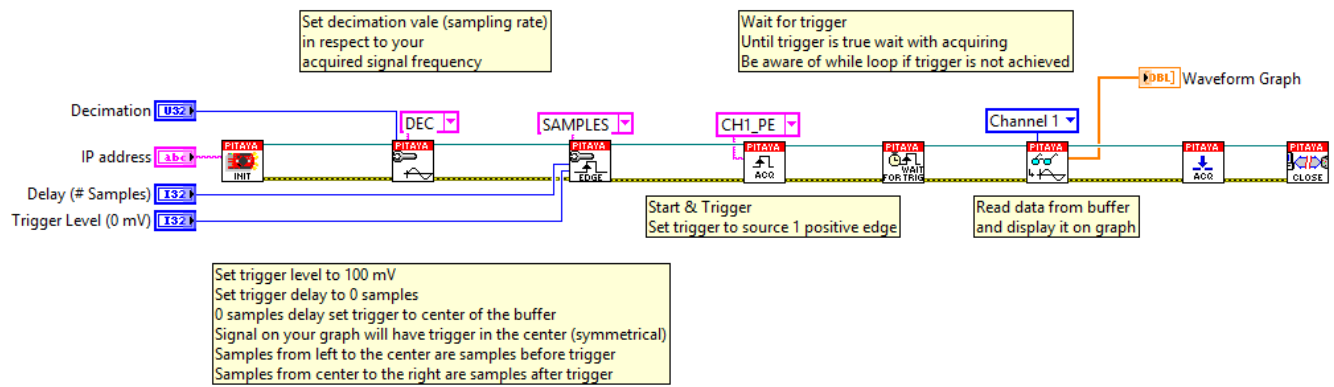 Set decimation vale (sampling rate)
in respect to your
acquired signal frequency
Wait for trigger
Until trigger is true wait with acquiring
Be aware of while loop if trigger is not achieved
DBL]
Waveform Graph
Decimation
U32
DEC
SAMPLES
CH1_PE
Channel 1
IP address
abc
PITAYA
INIT
PITAYA
PITAYA
EDGE
PITAYA
ACQ
PITAYA
WAIT
FOR TRIG
PITAYA
PITAYA
ACQ
PITAYA
CLOSE
Delay (# Samples)
I32
Trigger Level (0 mV)
I32
Start & Trigger
Set trigger to source 1 positive edge
Read data from buffer
and display it on graph
Set trigger level to 100 mV
Set trigger delay to 0 samples
0 samples delay set trigger to center of the buffer
Signal on your graph will have trigger in the center (symmetrical)
Samples from left to the center are samples before trigger
Samples from center to the right are samples after trigger